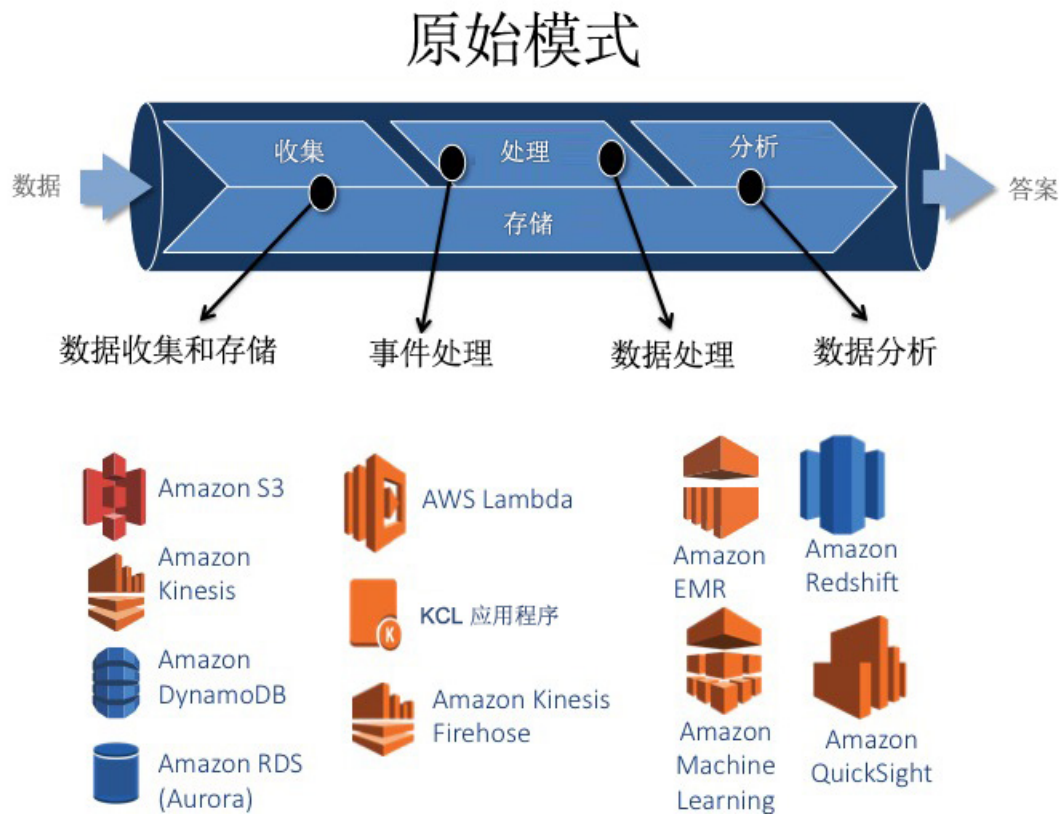 原始模式
收集
处理
分析
数据
答案
存储
数据收集和存储
事件处理
数据处理
数据分析
Amazon S3
Amazon
Kinesis
Amazon
DynamoDB
Amazon RDS
(Aurora)
AWS Lambda
K
KCL 应用程序
Amazon Kinesis
Firehose
Amazon
EMR
Amazon
Redshift
Amazon
Machine
Learning
Amazon
QuickSight